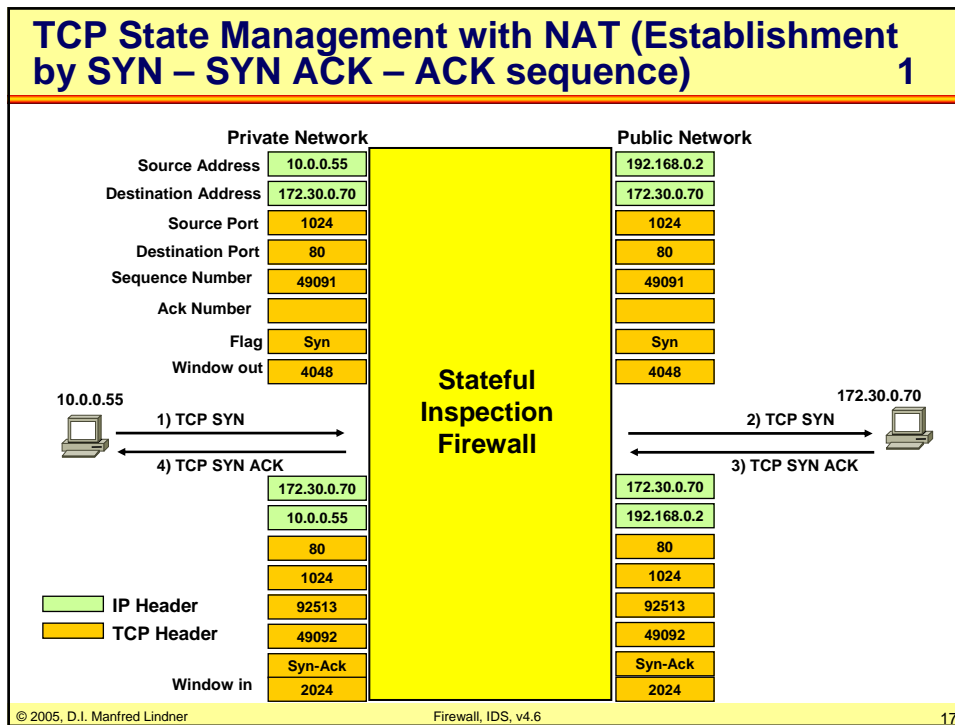 TCP State Management with NAT (Establishment
by SYN – SYN ACK – ACK sequence) 1
Private Network
Public Network
Source Address 10.0.0.55 192.168.0.2
Destination Address 172.30.0.70 172.30.0.70
Source Port 1024 1024
Destination Port 80 80
Sequence Number 49091 49091
Ack Number
Flag Syn Syn
Window out 4048 4048
Stateful
Inspection
Firewall
10.0.0.55
172.30.0.70
1) TCP SYN
2) TCP SYN
4) TCP SYN ACK
3) TCP SYN ACK
172.30.0.70 172.30.0.70
10.0.0.55 192.168.0.2
80 80
1024 1024
IP Header 92513 92513
TCP Header 49092 49092
Syn-Ack Syn-Ack
Window in 2024 2024
© 2005, D.I. Manfred Lindner
Firewall, IDS, v4.6
17